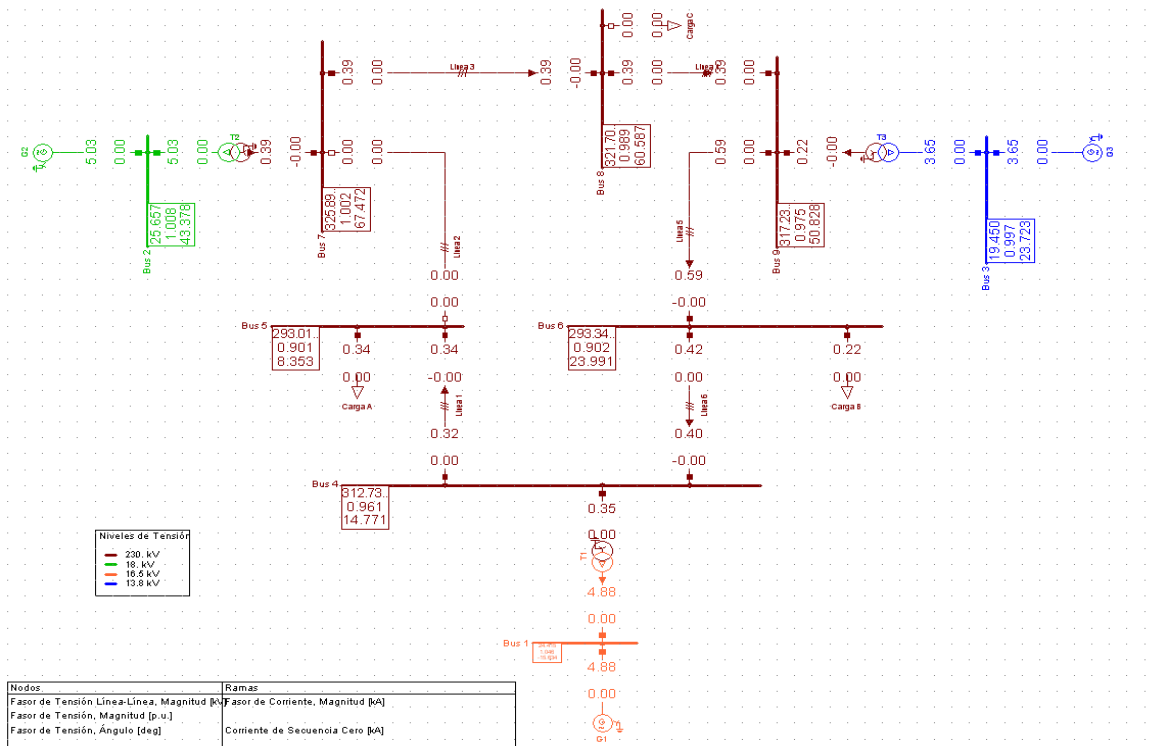 0.00
0.00
Carga C
0.39
0.00
Línea 3
0.39
-0.00
0.39
0.00
0.39
0.00
G2
5.03
0.00
5.03
0.00
T2
0.39
-0.00
0.00
0.00
321.70..
0.989
60.587
Bus 8
0.59
0.00
0.22
-0.00
T3
3.65
0.00
3.65
0.00
G3
25.657
1.008
43.378
Bus 2
325.89..
1.002
67.472
Bus 7
Línea 2
Línea 5
317.23..
0.975
50.828
Bus 9
19.450
0.997
23.723
Bus 3
0.00
0.00
0.59
-0.00
Bus 5
293.01..
0.901
8.353
0.34
0.00
Carga A
0.34
-0.00
Bus 6
293.34..
0.902
23.991
0.42
0.00
0.22
0.00
Carga B
Línea 1
Línea 6
0.32
0.00
0.40
-0.00
Bus 4
312.73..
0.961
14.771
0.35
0.00
T1
4.88
0.00
Bus 1
4.88
0.00
G1
Niveles de Tensión
230. kV
18. kV
16.5 kV
13.8 kV
Nodos
Ramas
Fasor de Tensión Línea-Línea, Magnitud [kV]
Fasor de Corriente, Magnitud [kA]
Fasor de Tensión, Magnitud [p.u.]
Fasor de Tensión, Ángulo [deg]
Corriente de Secuencia Cero [kA]